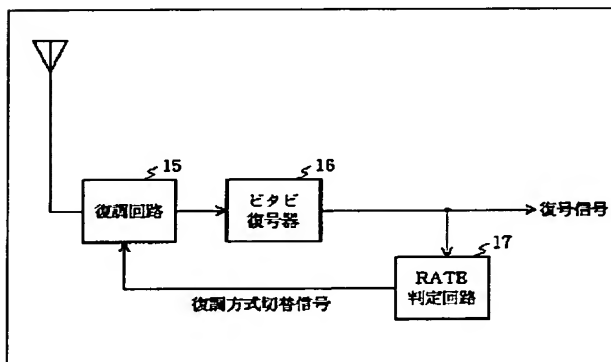 15
復調回路
16
ビタビ
復号器
復号信号
17
RATE
判定回路
復調方式切替信号